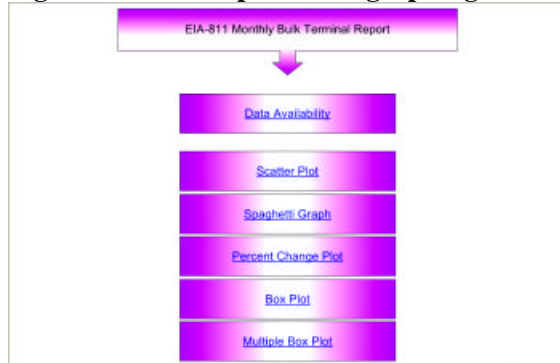 EIA-811 Monthly Bulk Terminal Report
Data Availability
Scatter Plot
Spaghetti Graph
Percent Change Plot
Box Plot
Multiple Box Plot